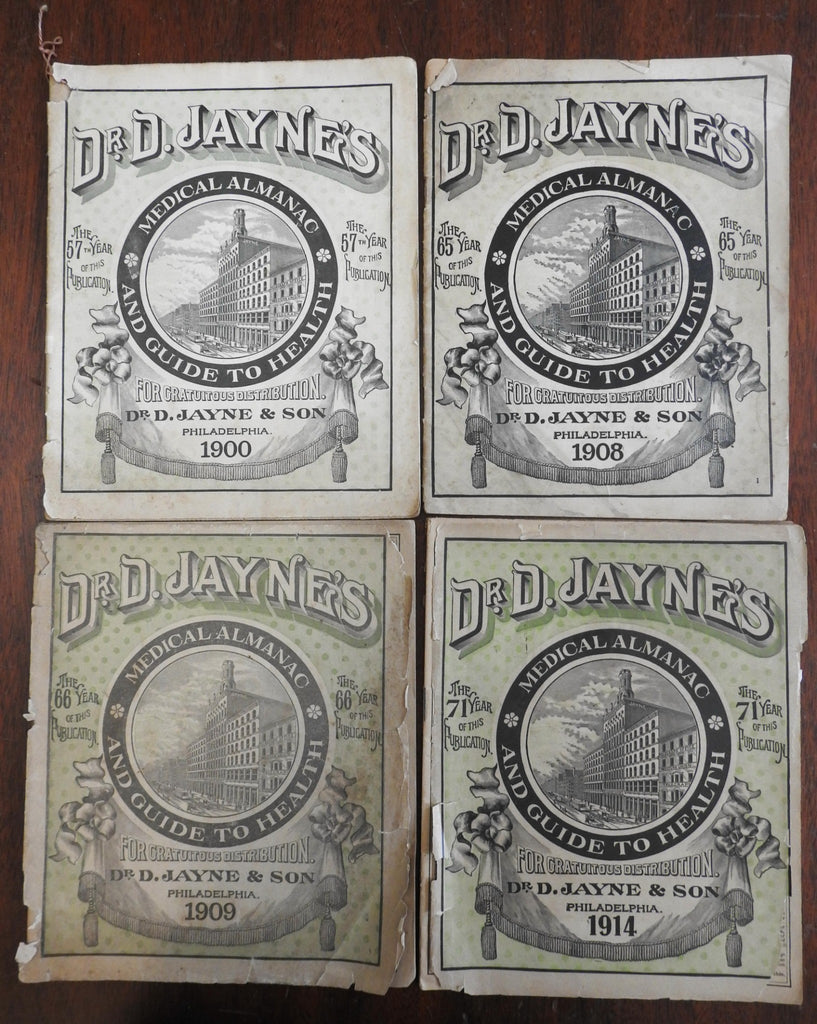 DR. D. JAYNE'S
MEDICAL ALMANAC
AND GUIDE TO HEALTH
THE
57TH YEAR
OF THIS
PUBLICATION.
THE
57TH YEAR
OF THIS
PUBLICATION.
FOR GRATUITOUS DISTRIBUTION.
DR. D. JAYNE & SON
PHILADELPHIA.
1900
DR. D. JAYNE'S
MEDICAL ALMANAC
AND GUIDE TO HEALTH
THE
65 YEAR
OF THIS
PUBLICATION.
THE
65 YEAR
OF THIS
PUBLICATION.
FOR GRATUITOUS DISTRIBUTION.
DR. D. JAYNE & SON
PHILADELPHIA.
1908
1
DR. D. JAYNE'S
MEDICAL ALMANAC
AND GUIDE TO HEALTH
THE
66 YEAR
OF THIS
PUBLICATION.
THE
66 YEAR
OF THIS
PUBLICATION.
FOR GRATUITOUS DISTRIBUTION.
DR. D. JAYNE & SON
PHILADELPHIA.
1909
DR. D. JAYNE'S
MEDICAL ALMANAC
AND GUIDE TO HEALTH
THE
71 YEAR
OF THIS
PUBLICATION.
THE
71 YEAR
OF THIS
PUBLICATION.
FOR GRATUITOUS DISTRIBUTION.
DR. D. JAYNE & SON
PHILADELPHIA.
1914